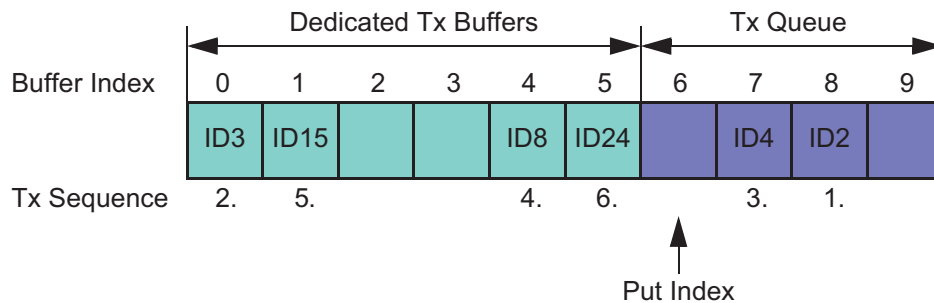 Dedicated Tx Buffers Tx Queue
Buffer Index 0 1 2 3 4 5 6 7 8 9
ID3 ID15 ID8 ID24 ID4 ID2
Tx Sequence 2. 5. 4. 6. 3. 1.
Put Index